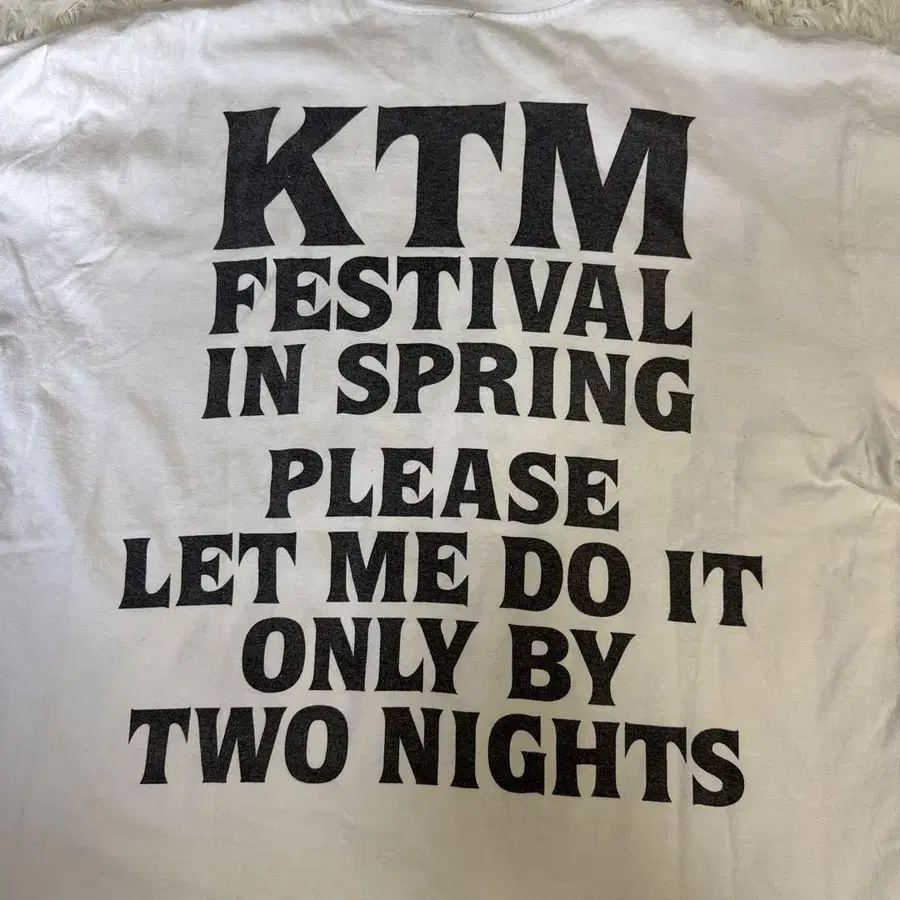 KTM
FESTIVAL
IN SPRING
PLEASE
LET ME DO IT
ONLY BY
TWO NIGHTS